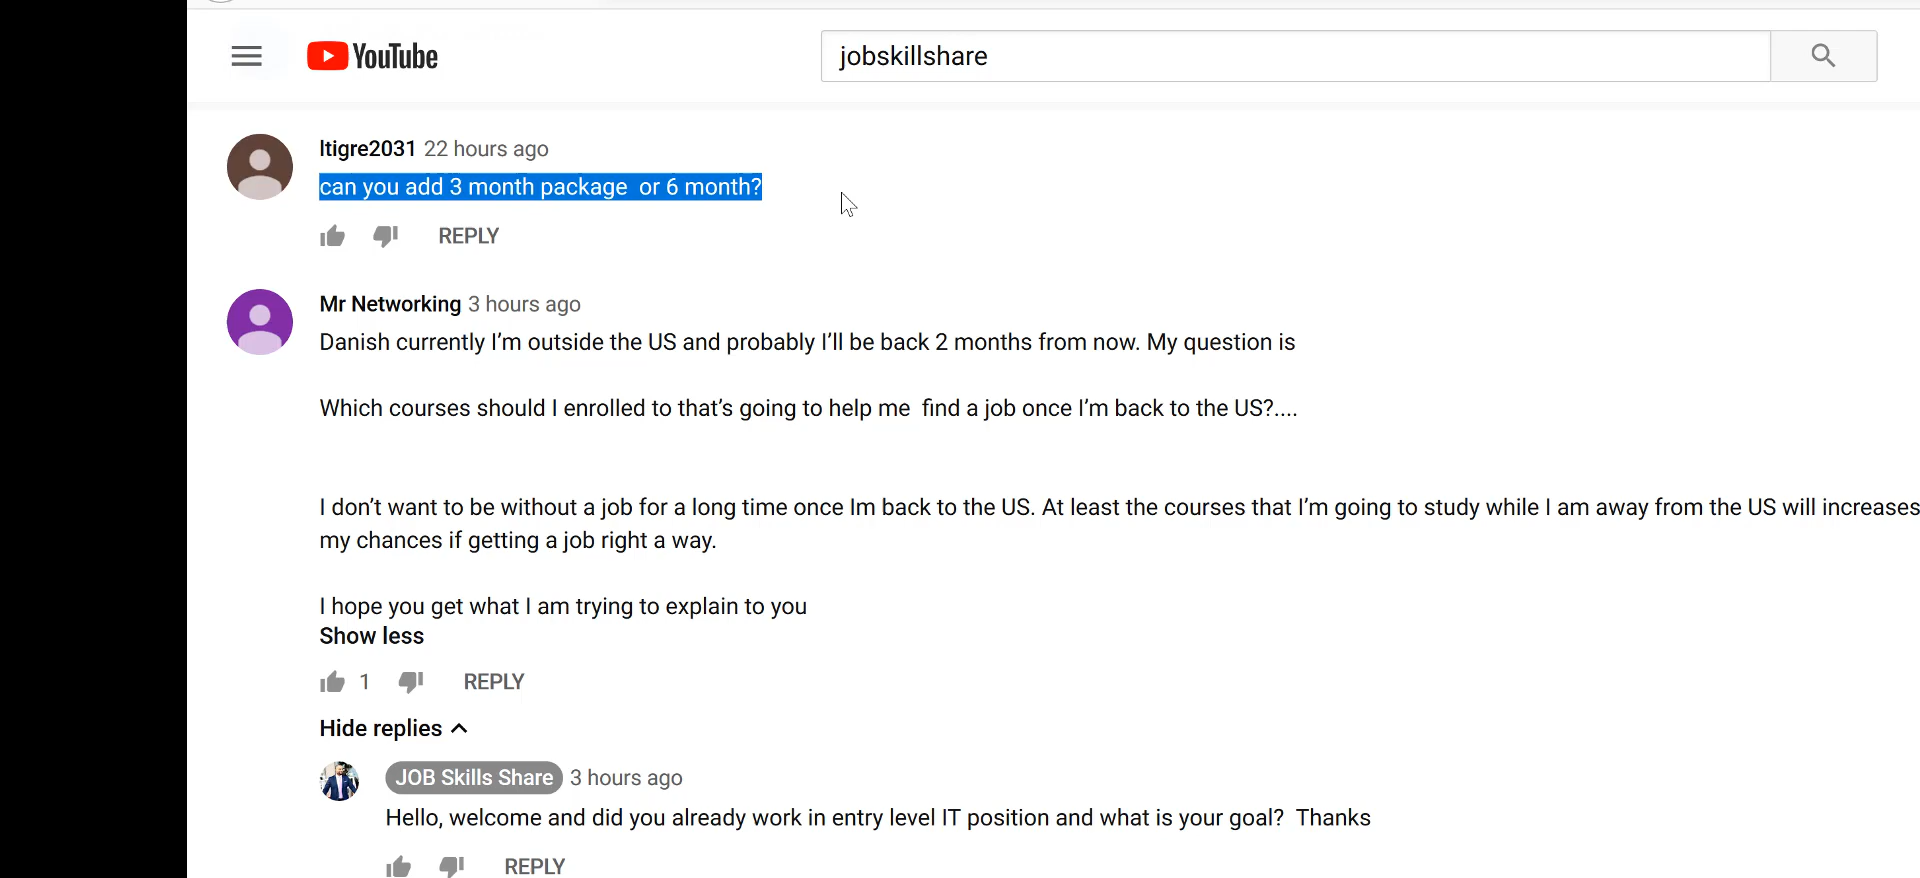 YouTube
jobskillshare
ltigre2031 22 hours ago
can you add 3 month package  or 6 month?
REPLY
Mr Networking 3 hours ago
Danish currently I’m outside the US and probably I’ll be back 2 months from now. My question is
Which courses should I enrolled to that’s going to help me  find a job once I’m back to the US?....
I don’t want to be without a job for a long time once Im back to the US. At least the courses that I’m going to study while I am away from the US will increases
my chances if getting a job right a way.
I hope you get what I am trying to explain to you
Show less
1 REPLY
Hide replies
JOB Skills Share 3 hours ago
Hello, welcome and did you already work in entry level IT position and what is your goal?  Thanks
REPLY